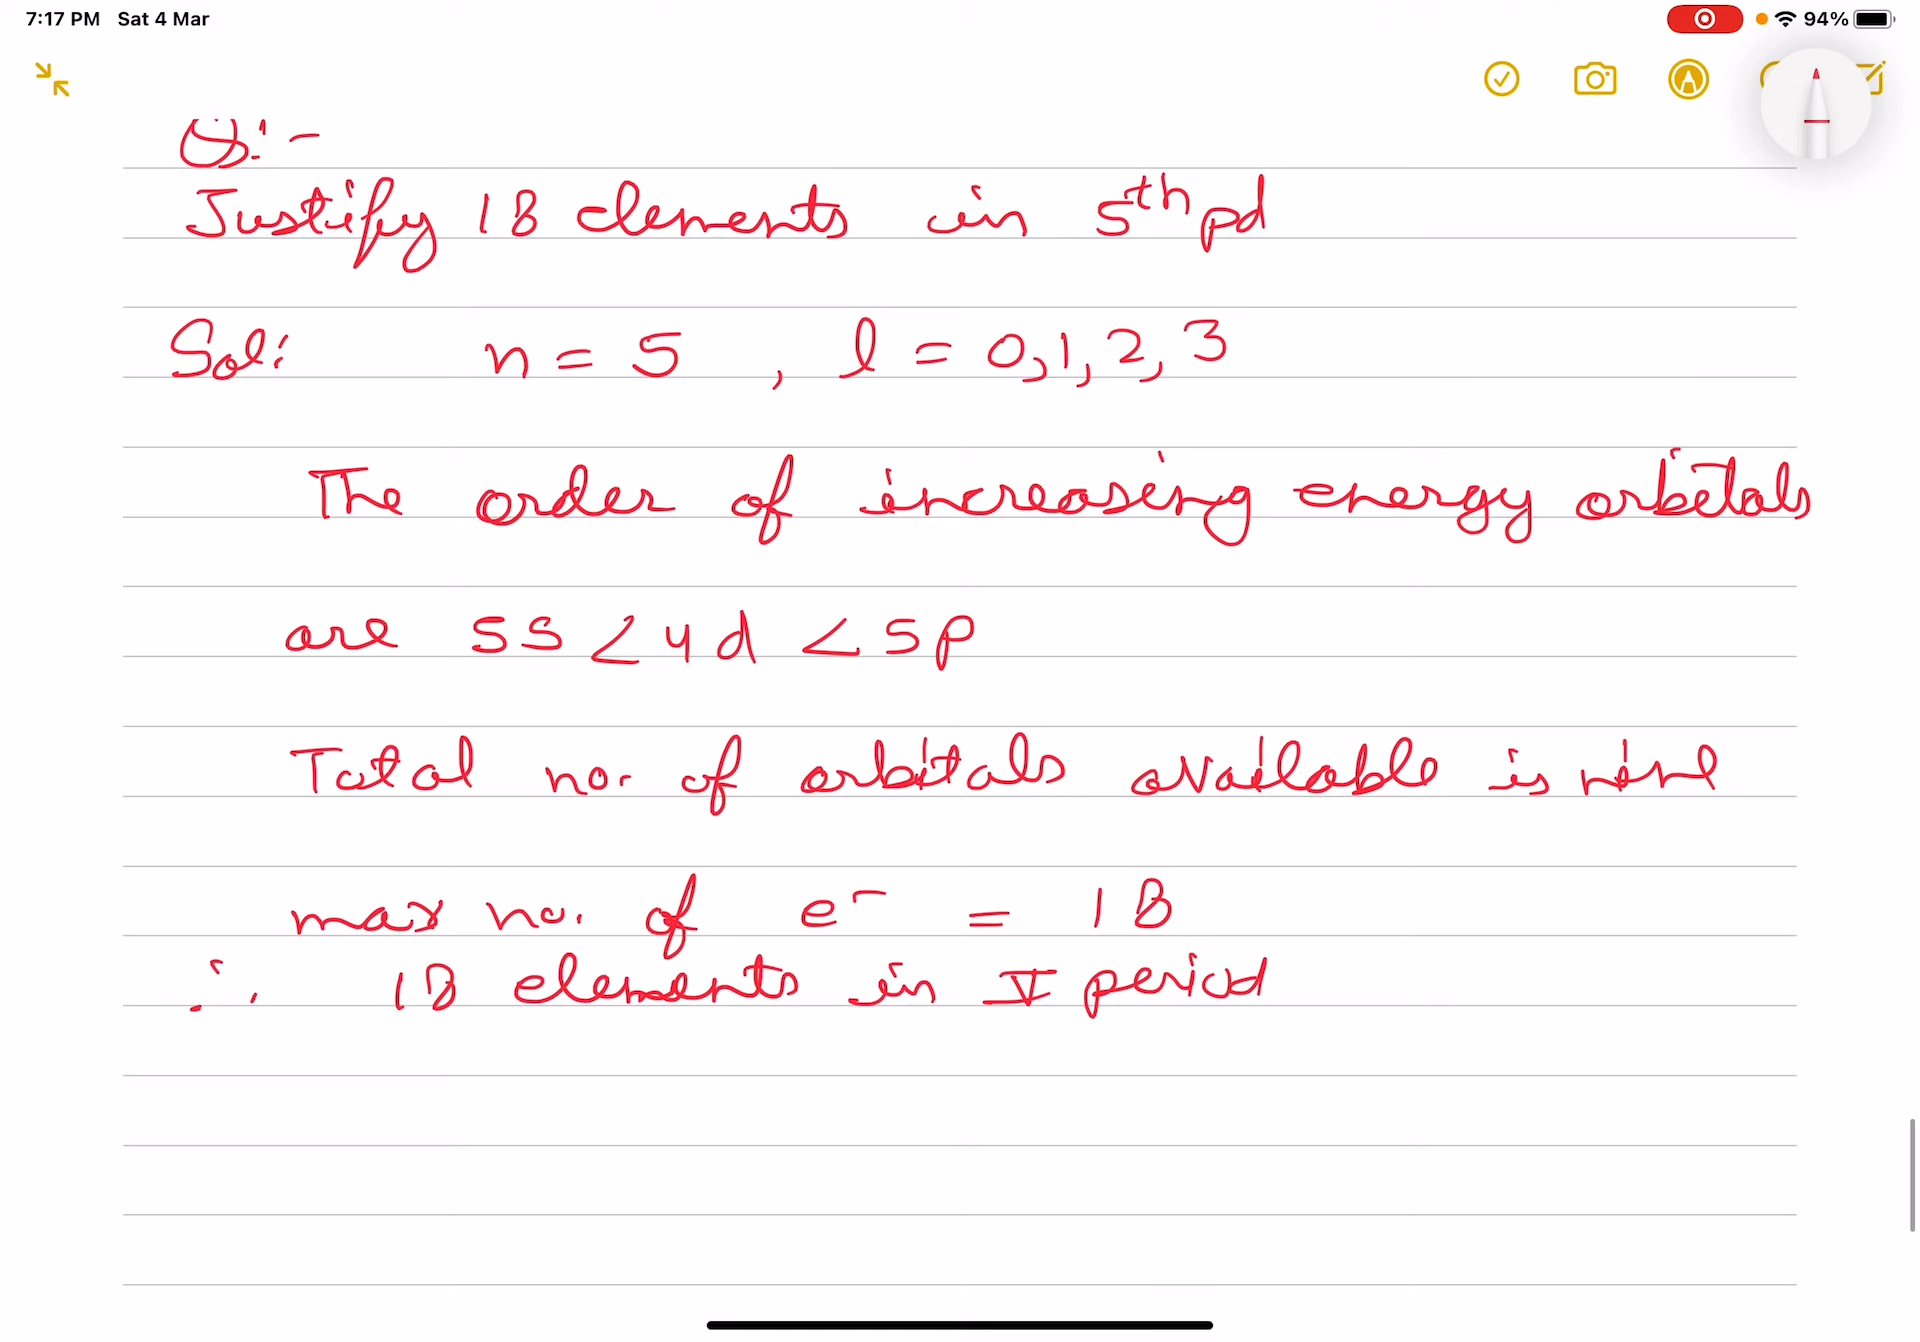 7:17 PM Sat 4 Mar 94%
Q:-
Justify 18 elements in 5th pd
Sol: n = 5, l = 0,1,2,3
The order of increasing energy orbitals
are 5s < 4d < 5p
Total no. of orbitals available is nine
max no. of e⁻ = 18
∴ 18 elements in V period